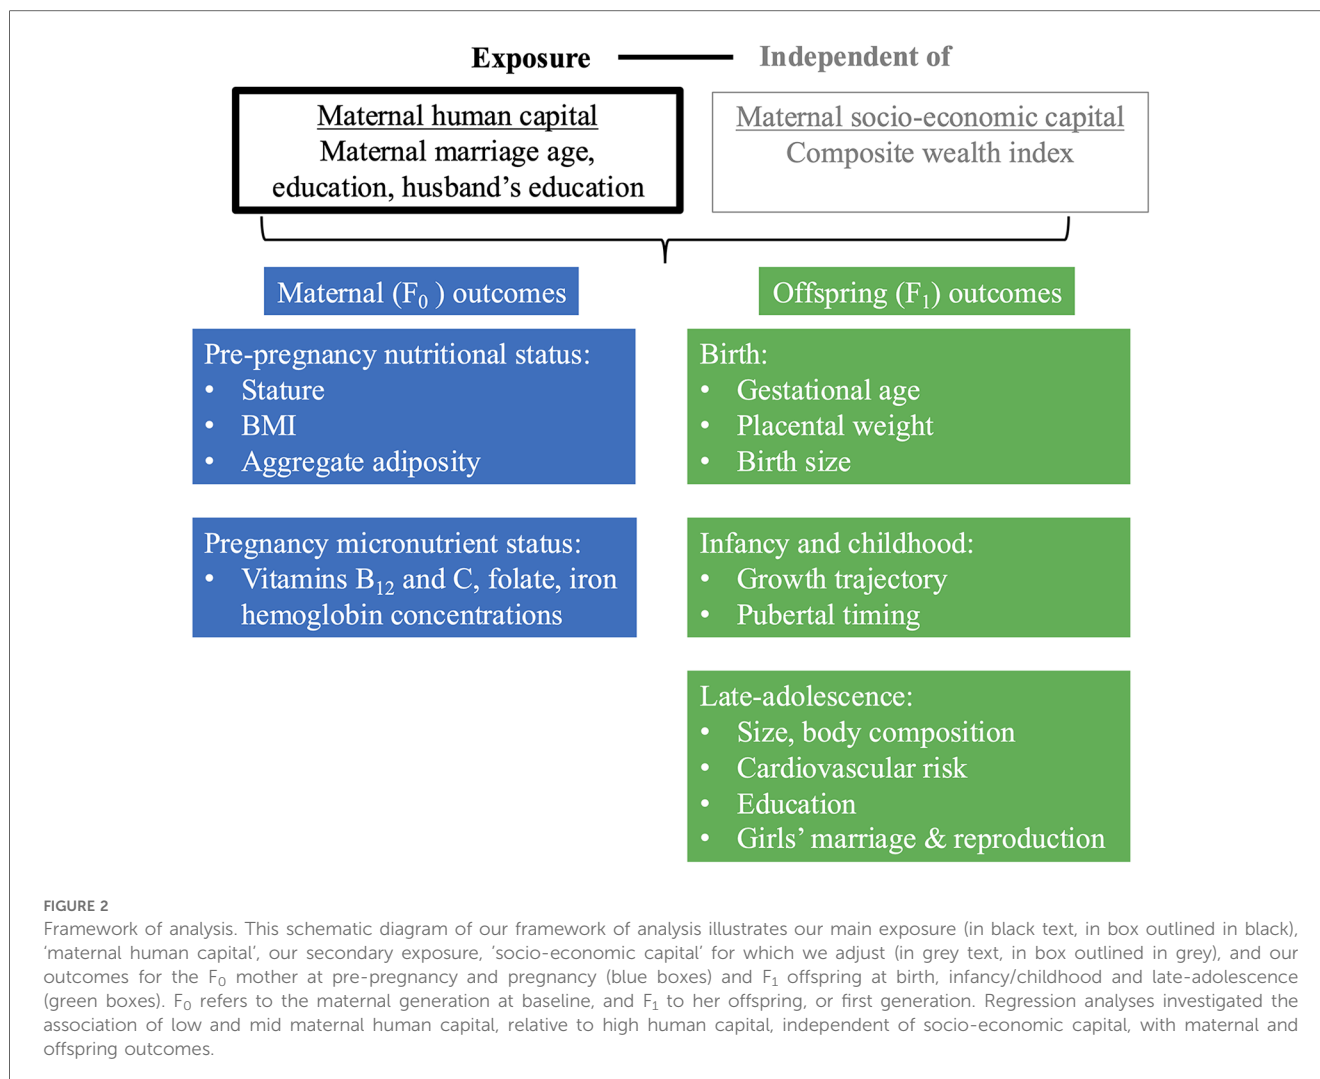 Exposure
Independent of
Maternal human capital
Maternal marriage age,
education, husband’s education
Maternal socio-economic capital
Composite wealth index
Maternal (F₀ ) outcomes
Pre-pregnancy nutritional status:
• Stature
• BMI
• Aggregate adiposity
Pregnancy micronutrient status:
• Vitamins B₁₂ and C, folate, iron
hemoglobin concentrations
Offspring (F₁) outcomes
Birth:
• Gestational age
• Placental weight
• Birth size
Infancy and childhood:
• Growth trajectory
• Pubertal timing
Late-adolescence:
• Size, body composition
• Cardiovascular risk
• Education
• Girls’ marriage & reproduction
FIGURE 2
Framework of analysis. This schematic diagram of our framework of analysis illustrates our main exposure (in black text, in box outlined in black),
‘maternal human capital’, our secondary exposure, ‘socio-economic capital’ for which we adjust (in grey text, in box outlined in grey), and our
outcomes for the F₀ mother at pre-pregnancy and pregnancy (blue boxes) and F₁ offspring at birth, infancy/childhood and late-adolescence
(green boxes). F₀ refers to the maternal generation at baseline, and F₁ to her offspring, or first generation. Regression analyses investigated the
association of low and mid maternal human capital, relative to high human capital, independent of socio-economic capital, with maternal and
offspring outcomes.